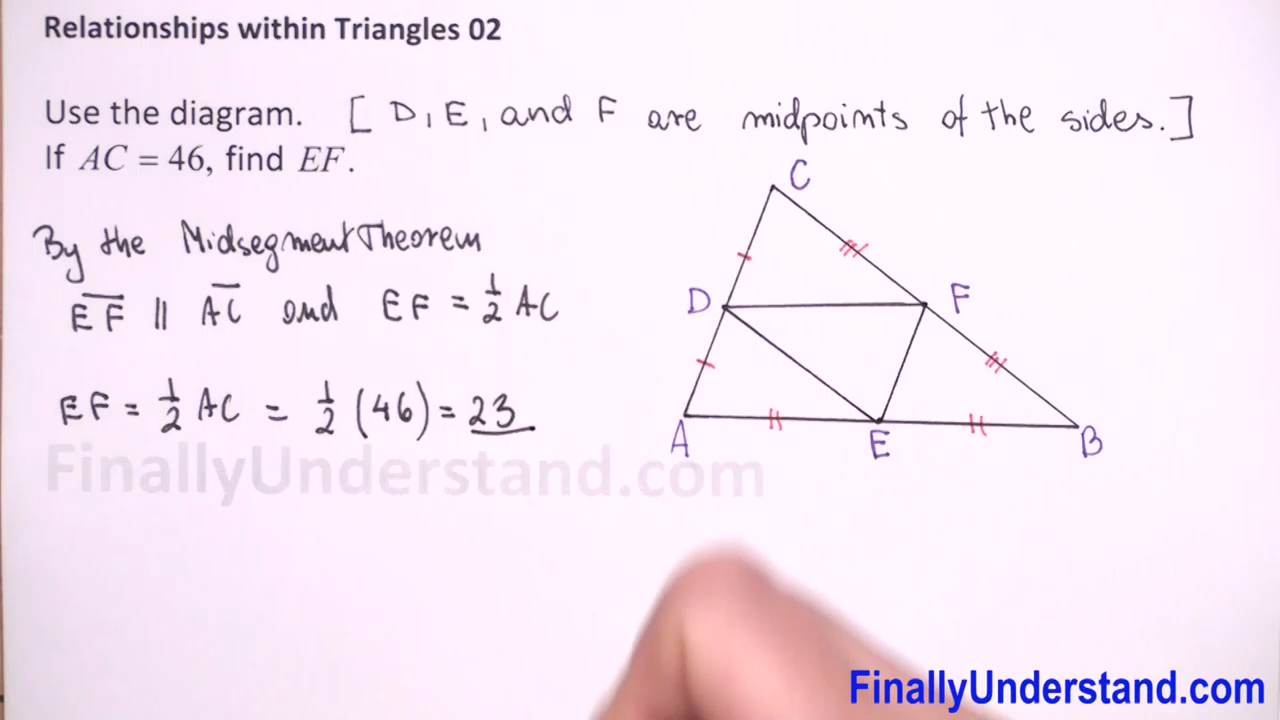 Relationships within Triangles 02
Use the diagram. [ D, E, and F are midpoints of the sides. ]
If AC = 46, find EF.
By the Midsegment Theorem
EF || AC and EF = 1/2 AC
EF = 1/2 AC = 1/2 (46) = 23
C
D
F
A
E
B
FinallyUnderstand.com
FinallyUnderstand.com